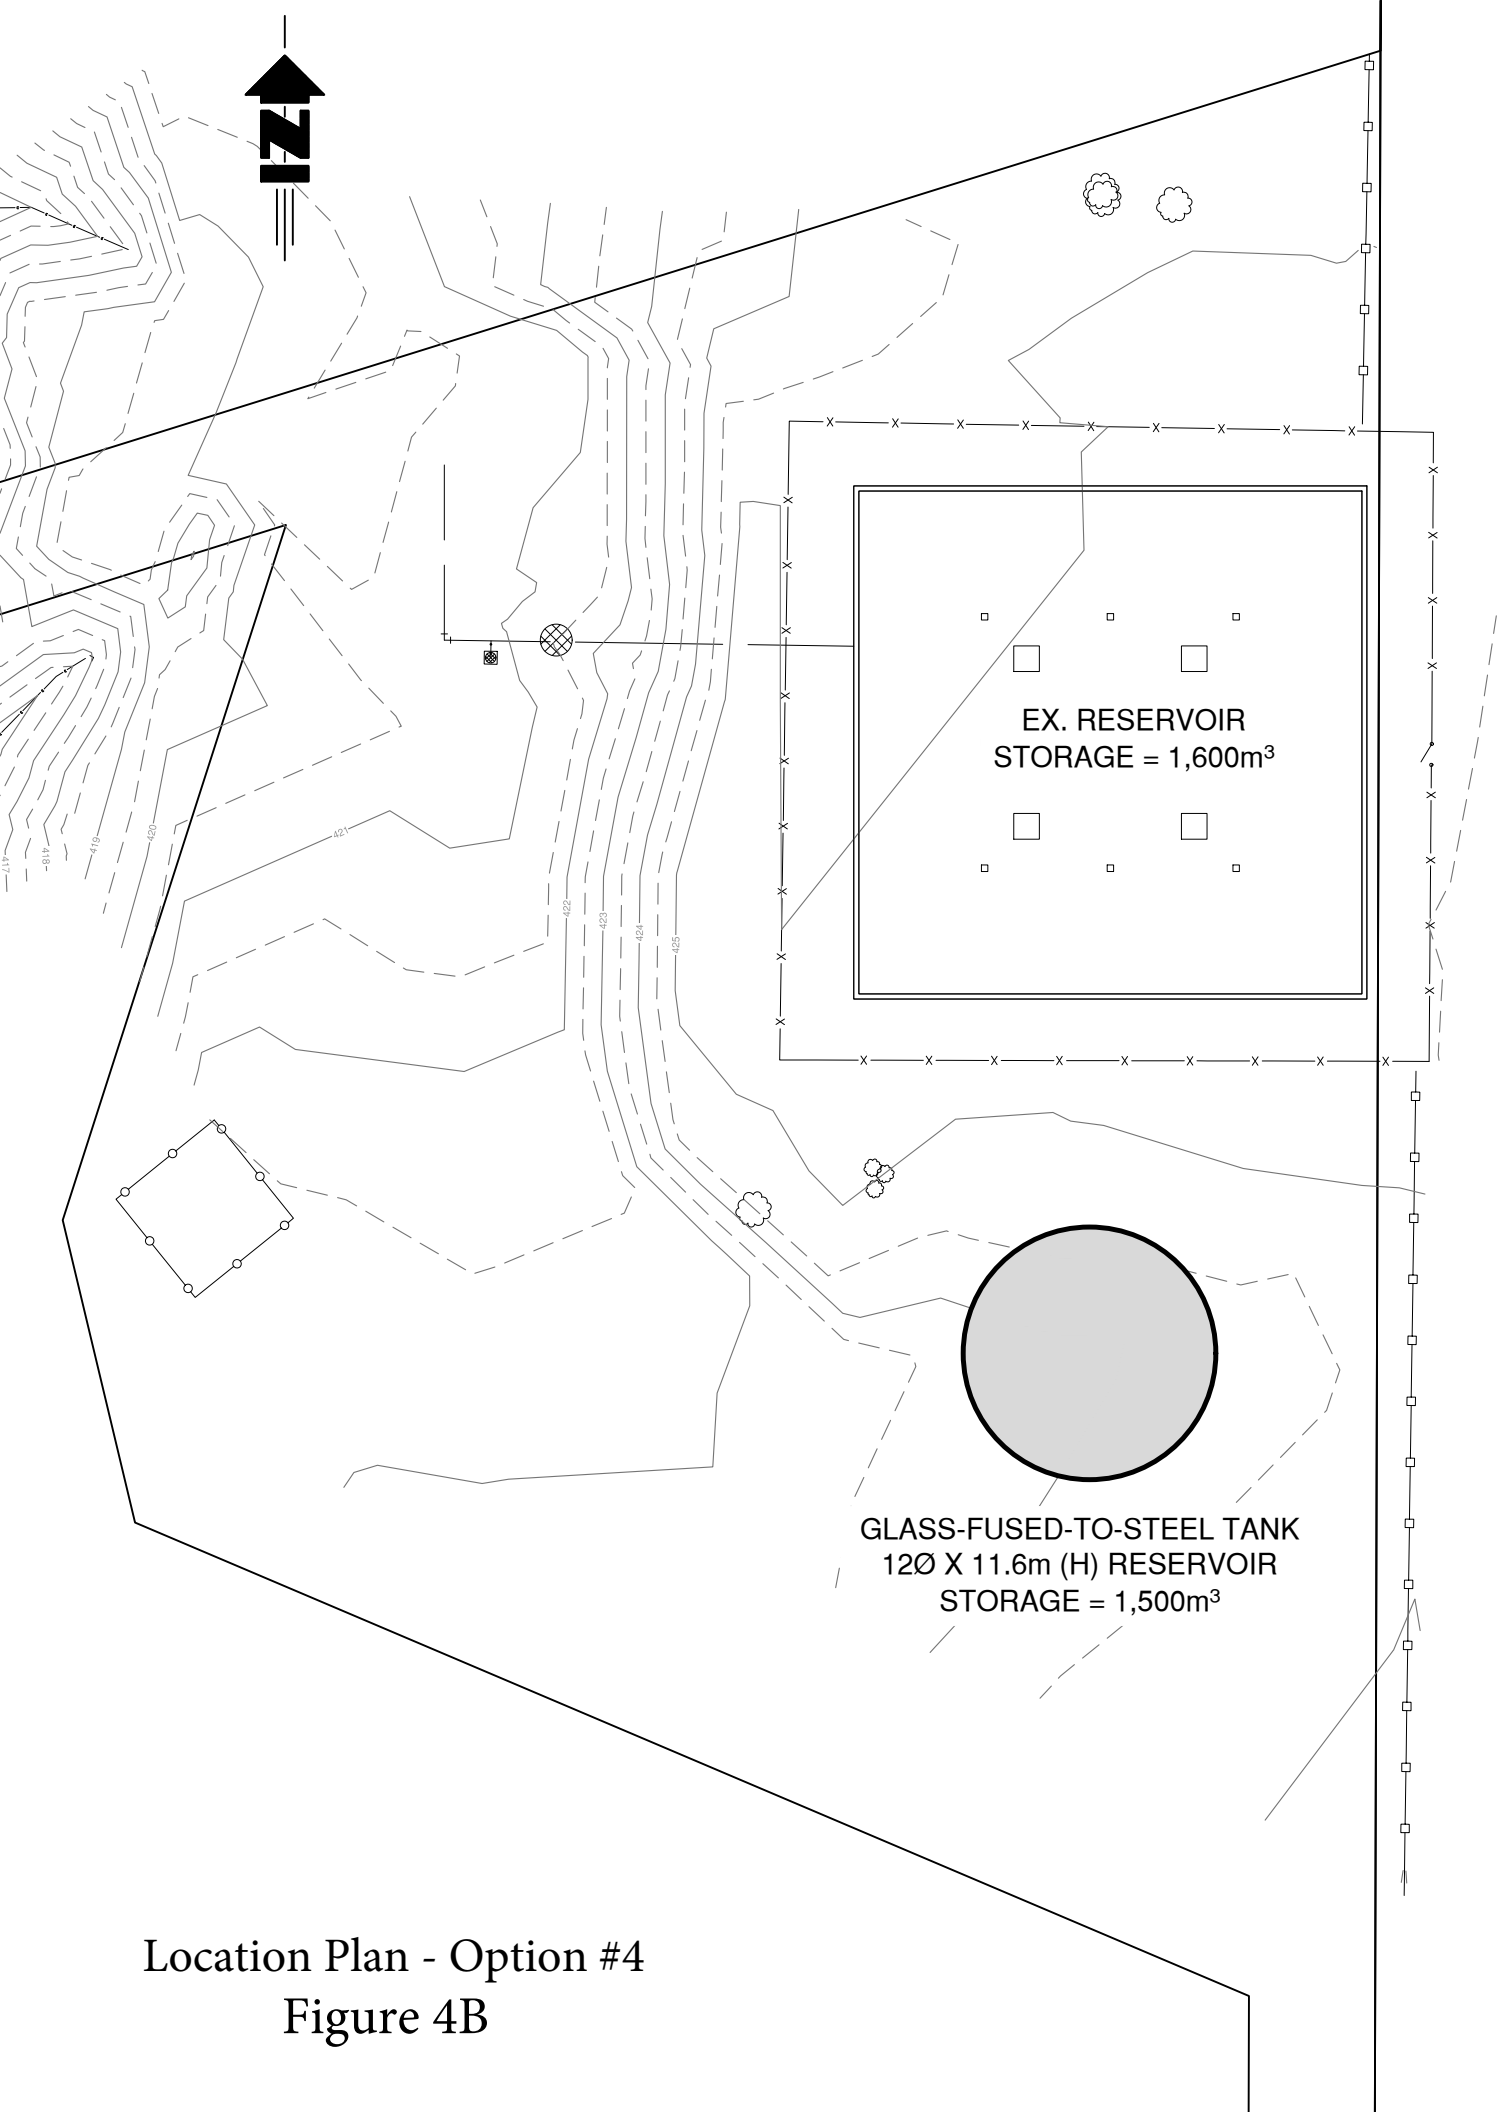 N
EX. RESERVOIR
STORAGE = 1,600m³
417
418
419
420
421
422
423
424
425
GLASS-FUSED-TO-STEEL TANK
12Ø X 11.6m (H) RESERVOIR
STORAGE = 1,500m³
Location Plan - Option #4
Figure 4B